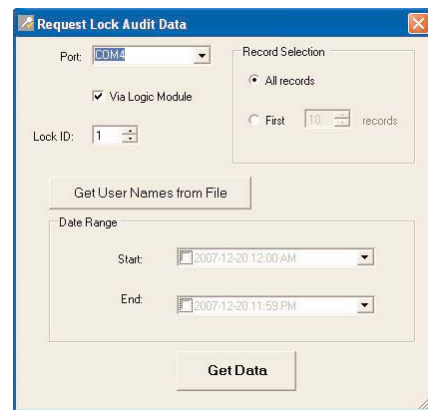 Request Lock Audit Data
Port: COM4
Via Logic Module
Lock ID: 1
Record Selection
All records
First 10 records
Get User Names from File
Date Range
Start: 2007-12-20 12:00 AM
End: 2007-12-20 11:59 PM
Get Data